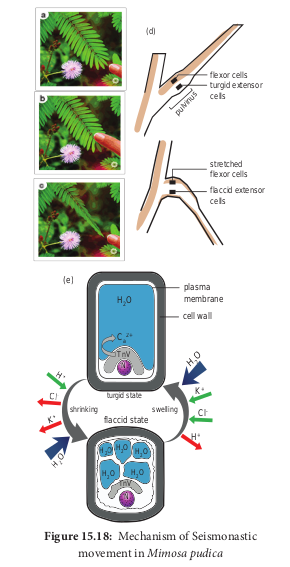 a
(d)
flexor cells
turgid extensor
cells
pulvinus
b
stretched
flexor cells
flaccid extensor
cells
c
(e)
H₂O
plasma
membrane
cell wall
Ca²⁺
TnV
H₂O
H⁺
K⁺
turgid state
Cl⁻
Cl⁻
shrinking
swelling
K⁺
flaccid state
H⁺
H₂O
H₂O
H₂O
H₂O
H₂O
H₂O
TnV
Figure 15.18: Mechanism of Seismonastic
movement in Mimosa pudica